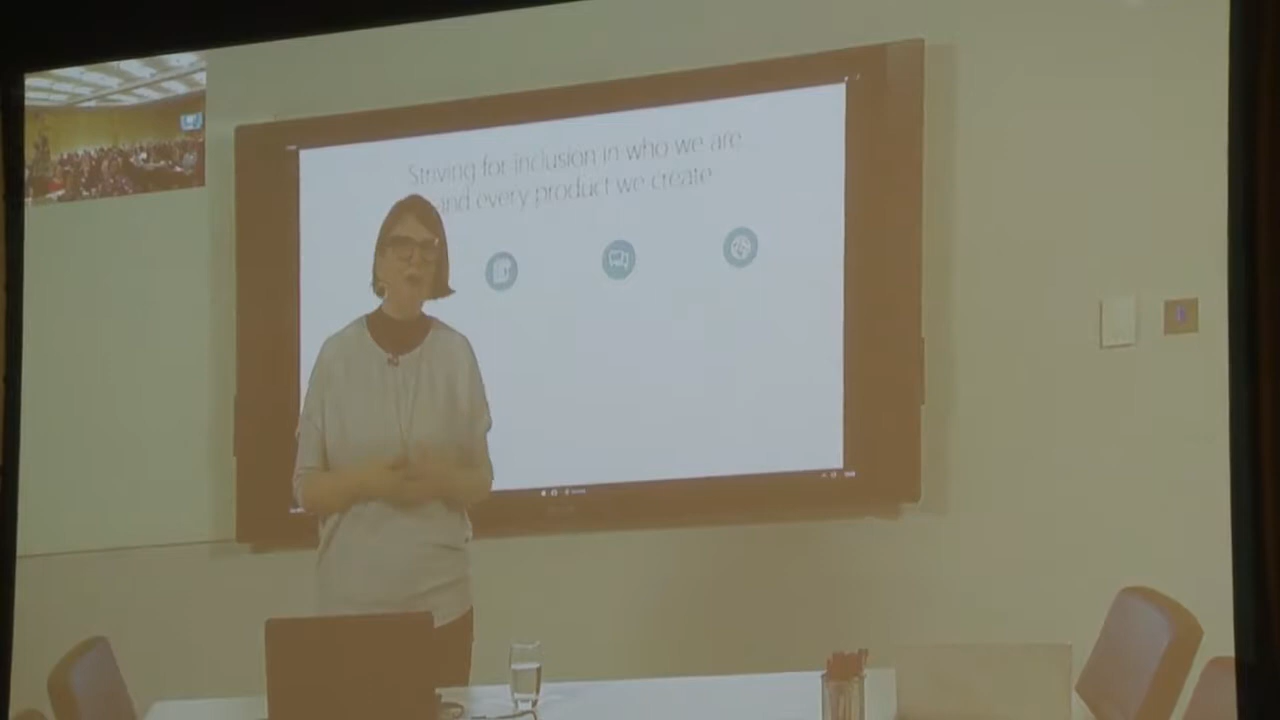 Striving for inclusion in who we are
and every product we create